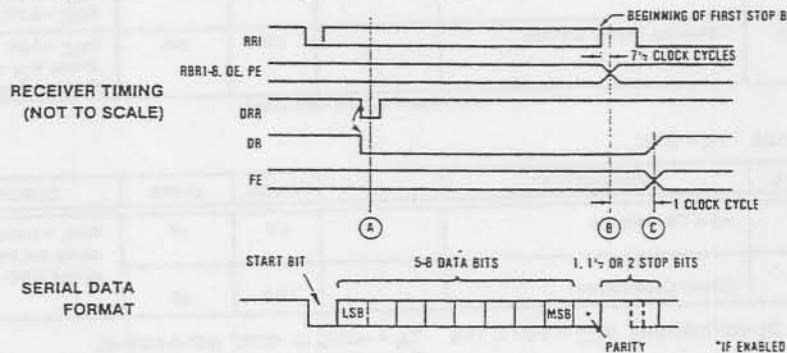 BEGINNING OF FIRST STOP B
RRI
7½ CLOCK CYCLES
RBR1-8, OE, PE
RECEIVER TIMING
(NOT TO SCALE)
DRR
DR
FE
1 CLOCK CYCLE
A
B
C
START BIT
5-8 DATA BITS
1, 1½ OR 2 STOP BITS
SERIAL DATA
FORMAT
LSB
MSB
*
PARITY
*IF ENABLED